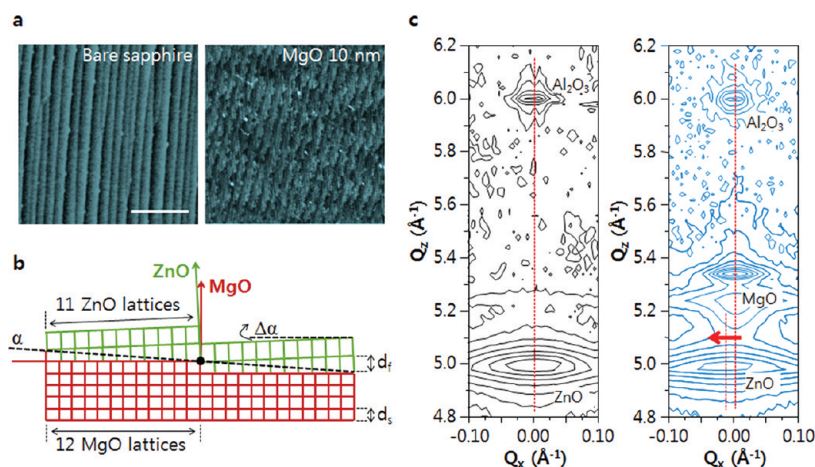 a
Bare sapphire
MgO 10 nm
b
ZnO
MgO
11 ZnO lattices
α
Δα
d_f
d_s
12 MgO lattices
c
6.2
6.0
5.8
5.6
5.4
5.2
5.0
4.8
Q_z (Å⁻¹)
Al₂O₃
ZnO
-0.10
0.00
0.10
Q_x (Å⁻¹)
6.2
6.0
5.8
5.6
5.4
5.2
5.0
4.8
Q_z (Å⁻¹)
Al₂O₃
MgO
ZnO
-0.10
0.00
0.10
Q_x (Å⁻¹)